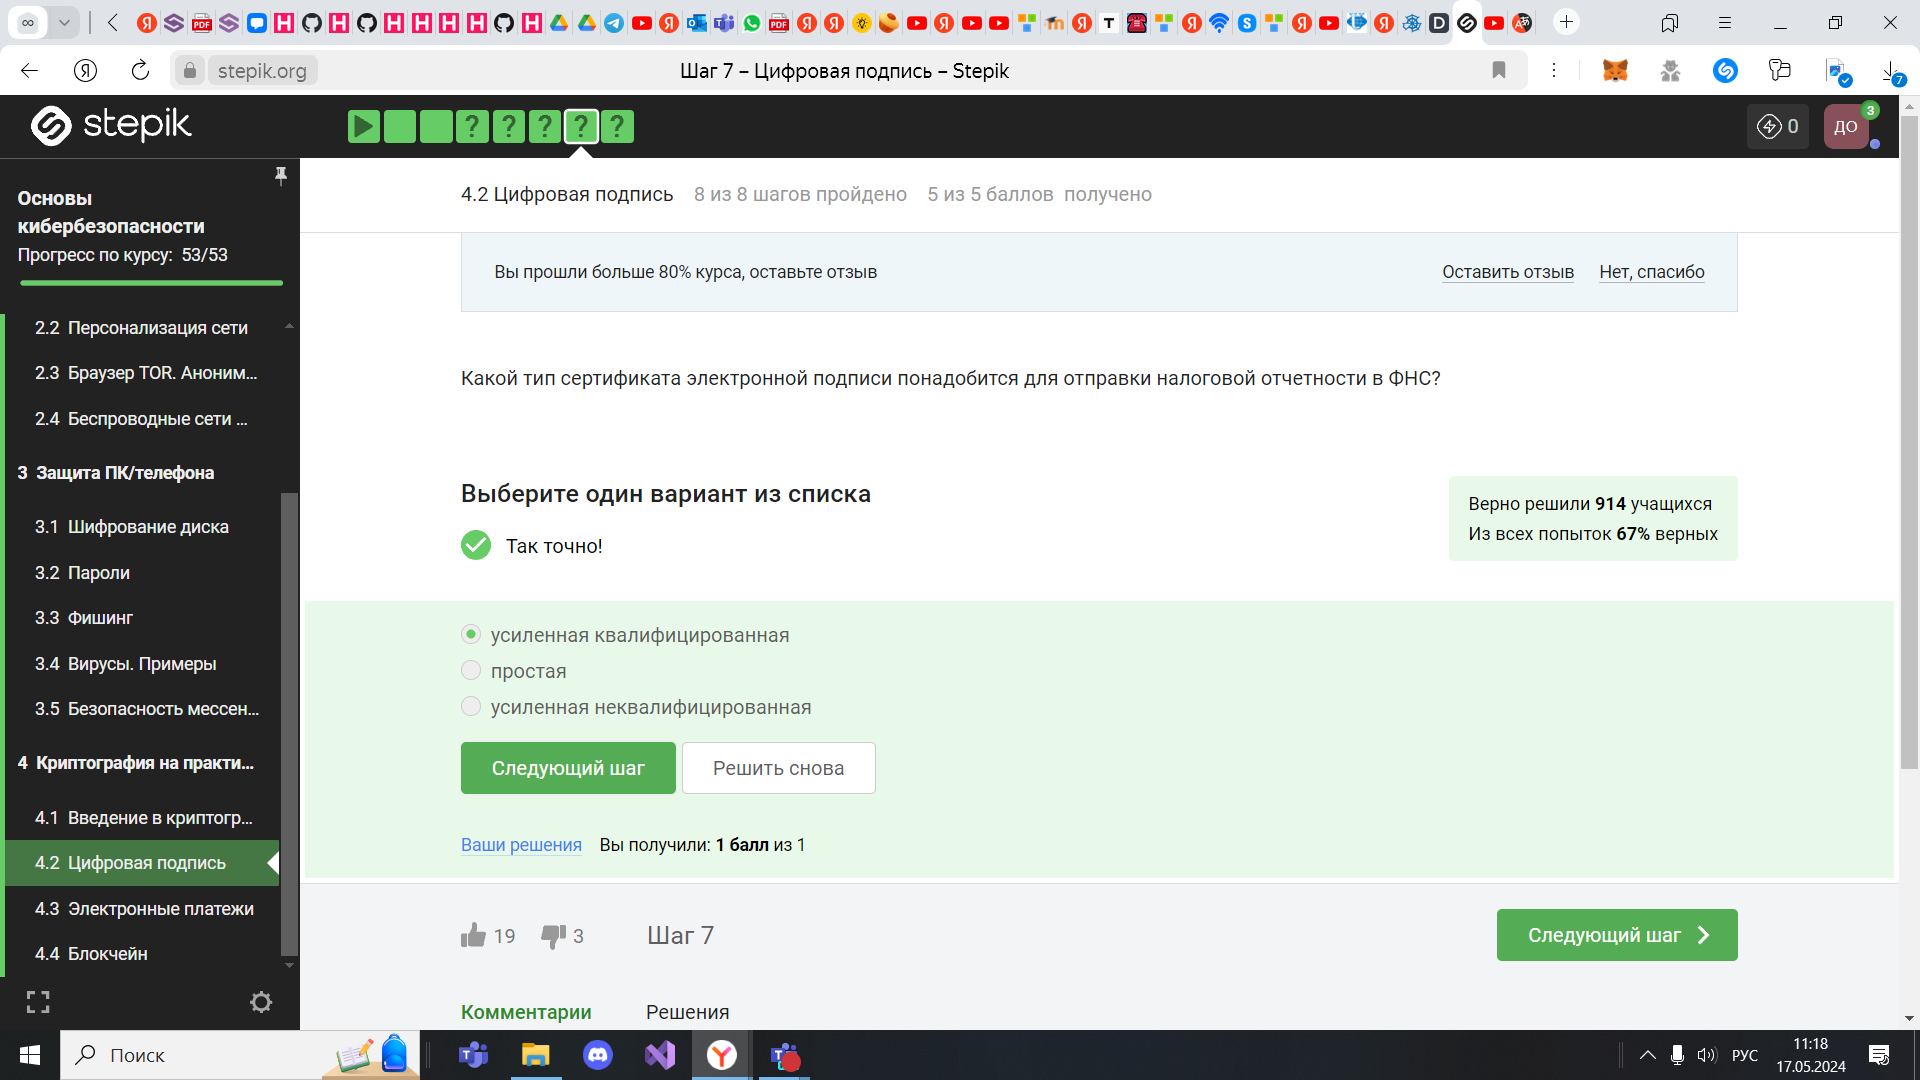 stepik.org
Шаг 7 – Цифровая подпись – Stepik
7
stepik
0
ДО
3
Основы
кибербезопасности
Прогресс по курсу: 53/53
2.2 Персонализация сети
2.3 Браузер TOR. Аноним...
2.4 Беспроводные сети ...
3 Защита ПК/телефона
3.1 Шифрование диска
3.2 Пароли
3.3 Фишинг
3.4 Вирусы. Примеры
3.5 Безопасность мессен...
4 Криптография на практи...
4.1 Введение в криптогр...
4.2 Цифровая подпись
4.3 Электронные платежи
4.4 Блокчейн
4.2 Цифровая подпись 8 из 8 шагов пройдено 5 из 5 баллов получено
Вы прошли больше 80% курса, оставьте отзыв
Оставить отзыв Нет, спасибо
Какой тип сертификата электронной подписи понадобится для отправки налоговой отчетности в ФНС?
Выберите один вариант из списка
Так точно!
Верно решили 914 учащихся
Из всех попыток 67% верных
усиленная квалифицированная
простая
усиленная неквалифицированная
Следующий шаг
Решить снова
Ваши решения Вы получили: 1 балл из 1
19 3 Шаг 7
Следующий шаг
Комментарии Решения
Поиск
РУС
11:18
17.05.2024